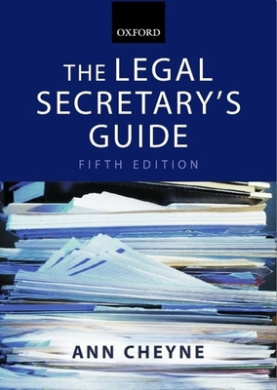 OXFORD
THE LEGAL
SECRETARY'S
GUIDE
FIFTH EDITION
ANN CHEYNE